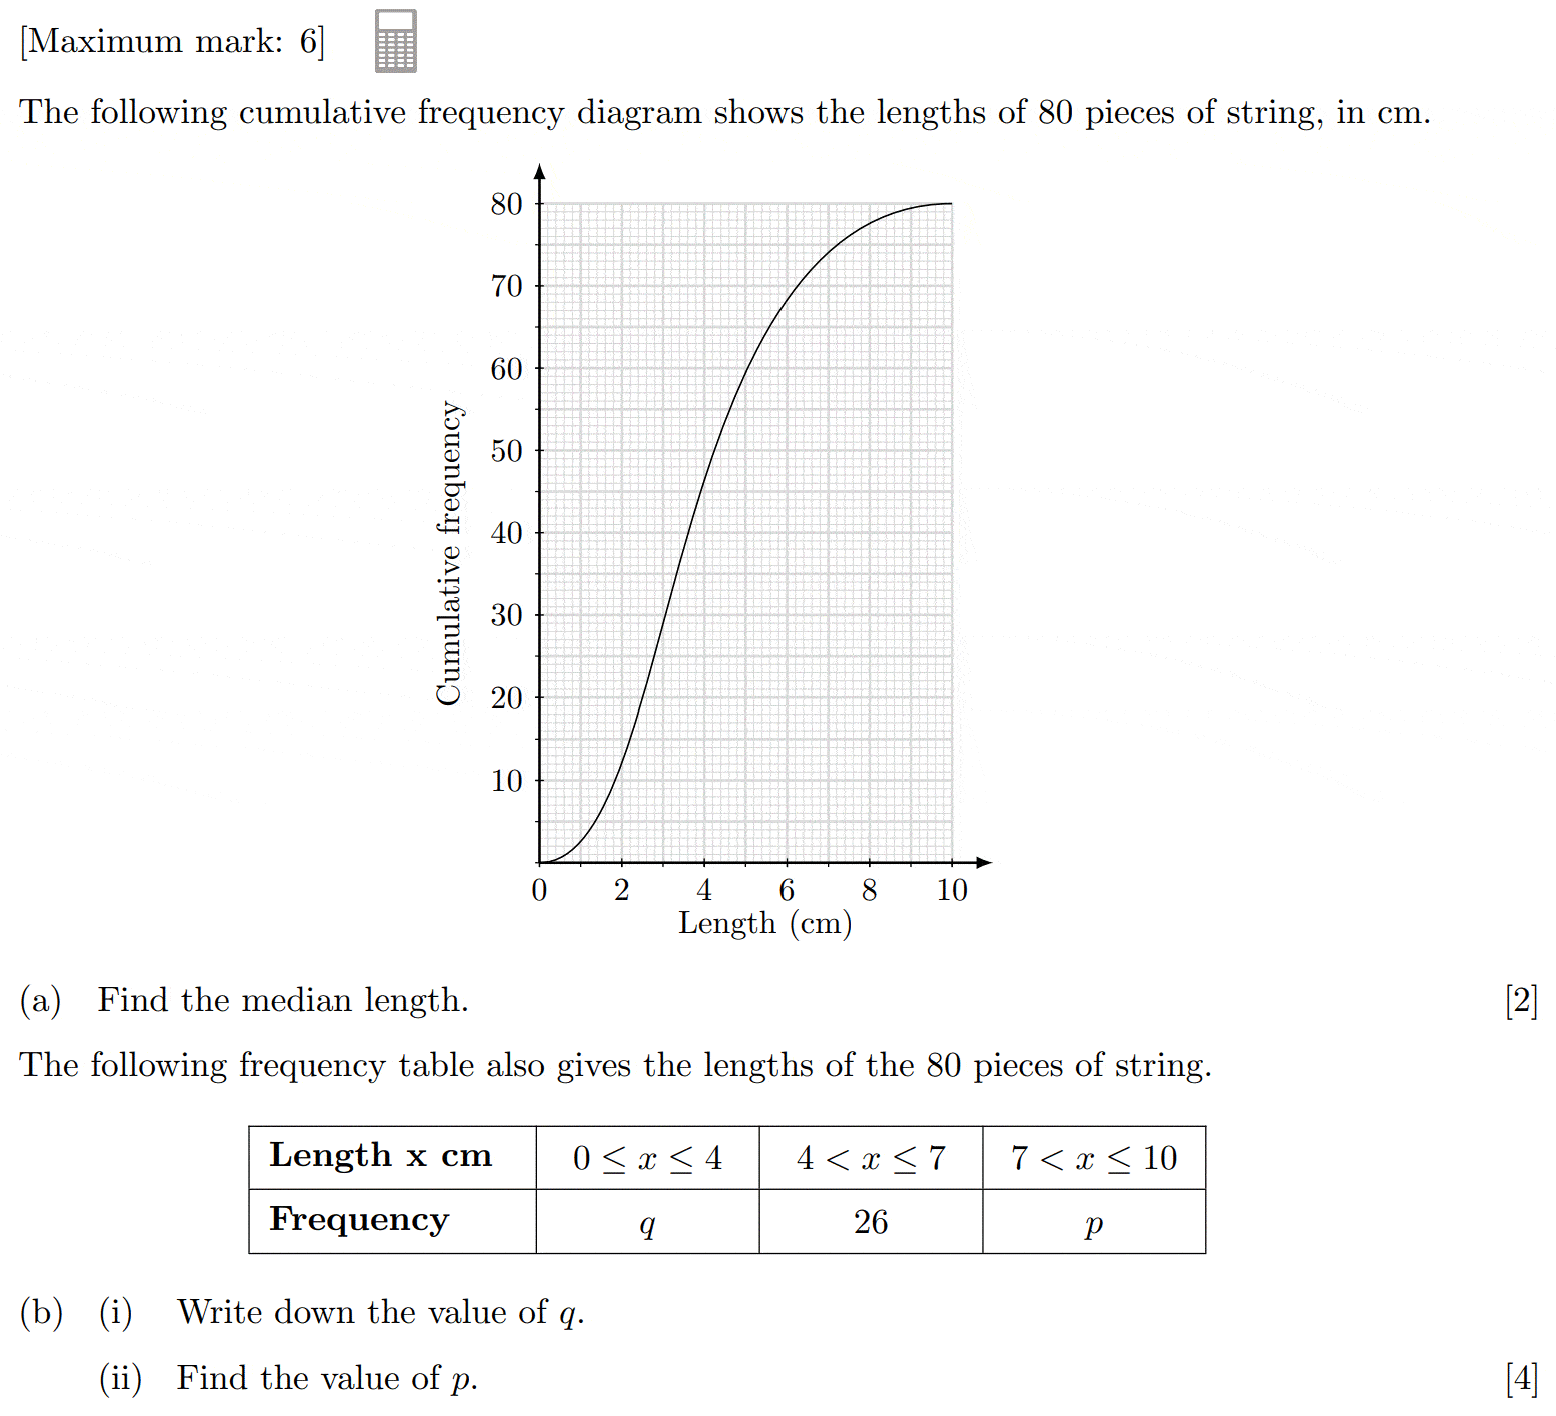 [Maximum mark: 6]
The following cumulative frequency diagram shows the lengths of 80 pieces of string, in cm.
80
70
60
50
40
30
20
10
Cumulative frequency
0 2 4 6 8 10
Length (cm)
(a) Find the median length. [2]
The following frequency table also gives the lengths of the 80 pieces of string.
Length x cm 0 ≤ x ≤ 4 4 < x ≤ 7 7 < x ≤ 10
Frequency q 26 p
(b) (i) Write down the value of q.
(ii) Find the value of p. [4]